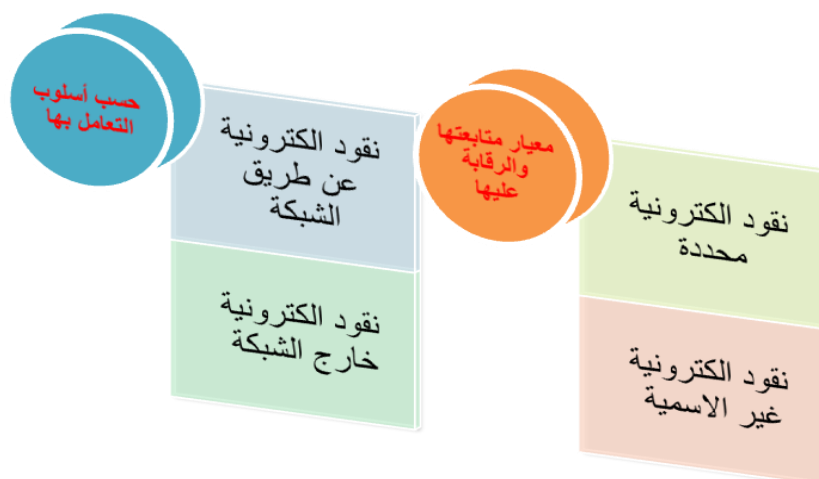 معيار متابعتها
والرقابة
عليها
نقود الكترونية
محددة
نقود الكترونية
غير الاسمية
حسب أسلوب
التعامل بها
نقود الكترونية
عن طريق
الشبكة
نقود الكترونية
خارج الشبكة